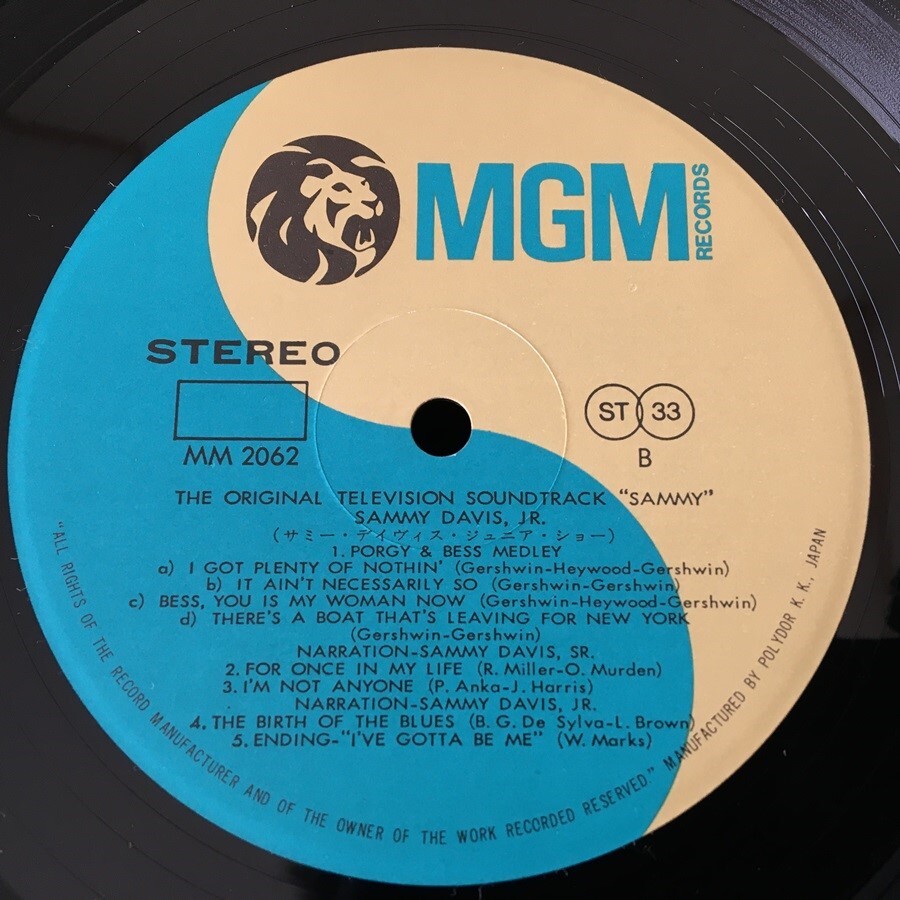 MGM
RECORDS
STEREO
MM 2062
ST 33
B
THE ORIGINAL TELEVISION SOUNDTRACK "SAMMY"
SAMMY DAVIS, JR.
(サミー・デイヴィス・ジュニア・ショー)
1. PORGY & BESS MEDLEY
a) I GOT PLENTY OF NOTHIN' (Gershwin-Heywood-Gershwin)
b) IT AIN'T NECESSARILY SO (Gershwin-Gershwin)
c) BESS, YOU IS MY WOMAN NOW (Gershwin-Heywood-Gershwin)
d) THERE'S A BOAT THAT'S LEAVING FOR NEW YORK
(Gershwin-Gershwin)
NARRATION-SAMMY DAVIS, SR.
2. FOR ONCE IN MY LIFE (R. Miller-O. Murden)
3. I'M NOT ANYONE (P. Anka-J. Harris)
NARRATION-SAMMY DAVIS, JR.
4. THE BIRTH OF THE BLUES (B. G. De Sylva-L. Brown)
5. ENDING-"I'VE GOTTA BE ME" (W. Marks)
"ALL RIGHTS OF THE RECORD MANUFACTURER AND OF THE OWNER OF THE WORK RECORDED RESERVED." MANUFACTURED BY POLYDOR K. K., JAPAN